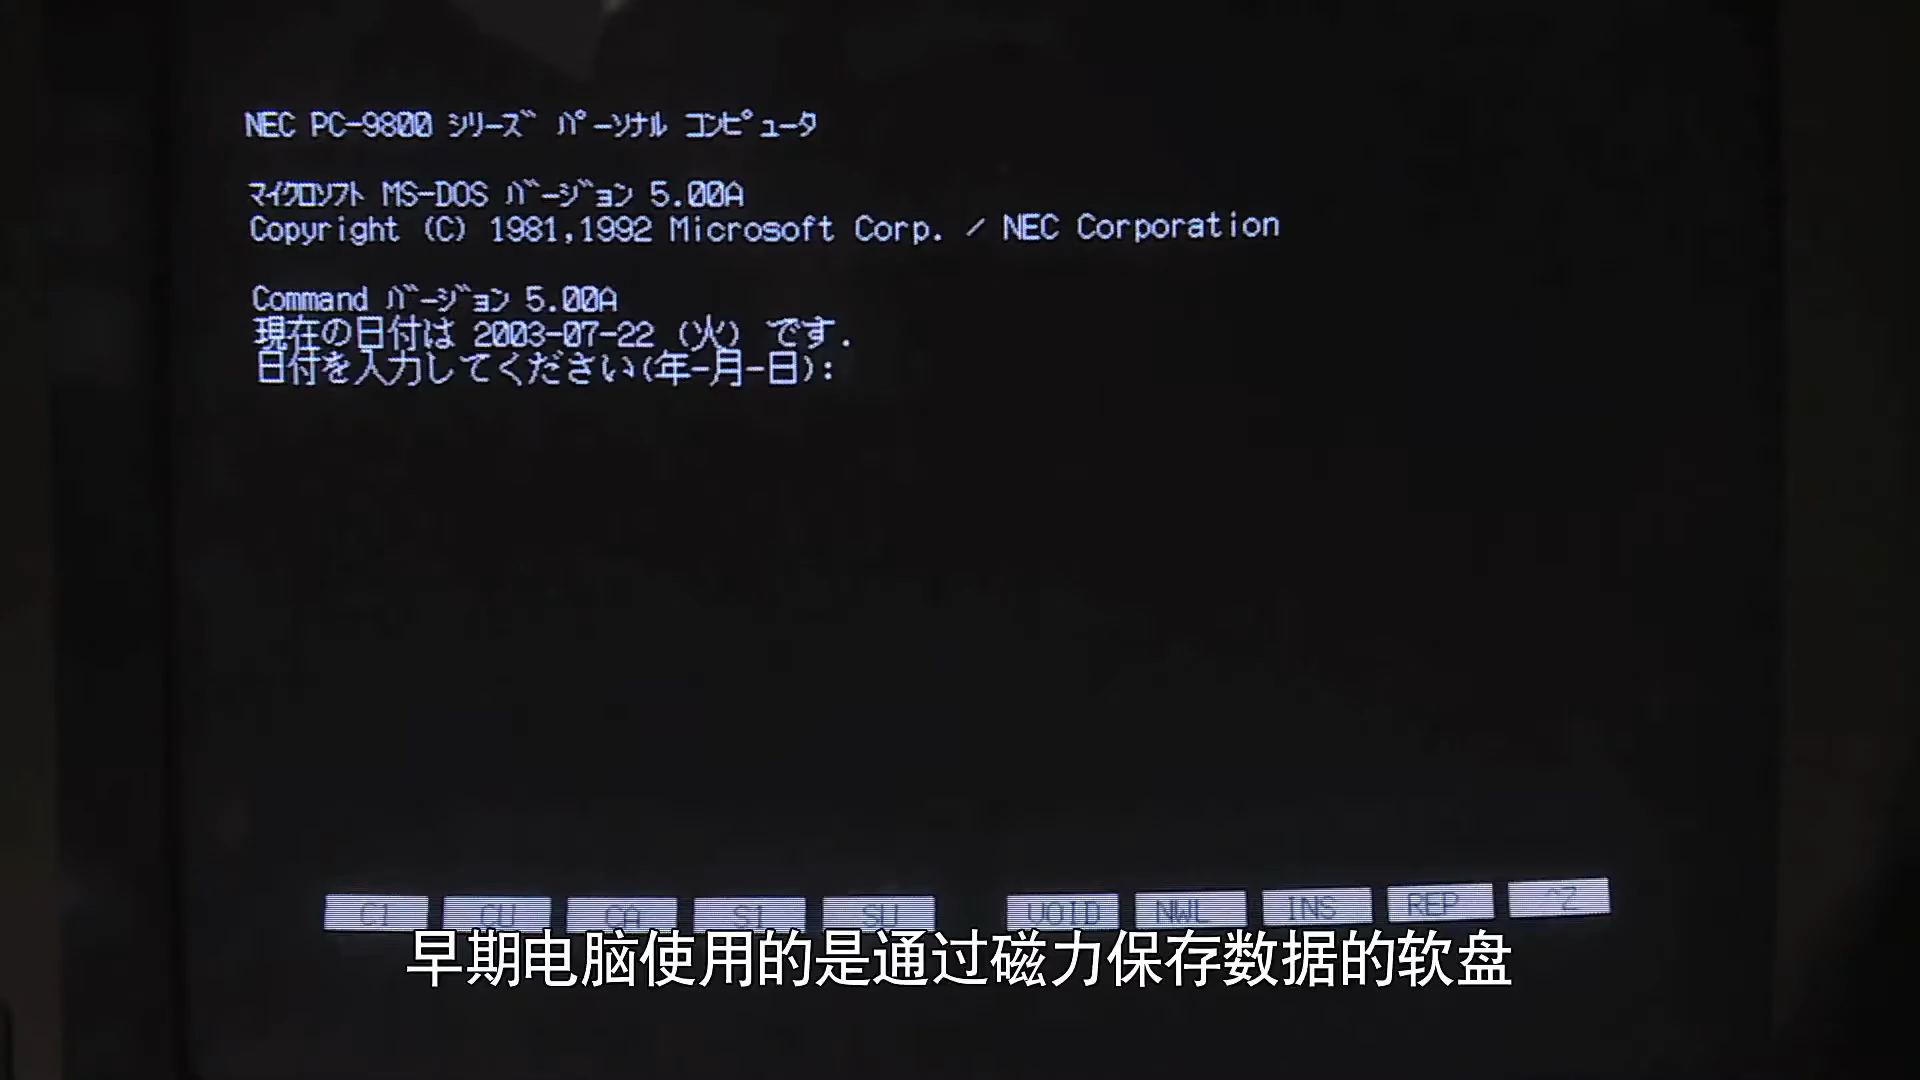 NEC PC-9800 ｼﾘｰｽﾞ ﾊﾟｰｿﾅﾙ ｺﾝﾋﾟｭｰﾀ
ﾏｲｸﾛｿﾌﾄ MS-DOS ﾊﾞｰｼﾞｮﾝ 5.00A
Copyright (C) 1981,1992 Microsoft Corp. / NEC Corporation
Command ﾊﾞｰｼﾞｮﾝ 5.00A
現在の日付は 2003-07-22 (火) です.
日付を入力してください(年-月-日):
C1 CU CA S1 SU VOID NWL INS REP ^Z
早期电脑使用的是通过磁力保存数据的软盘